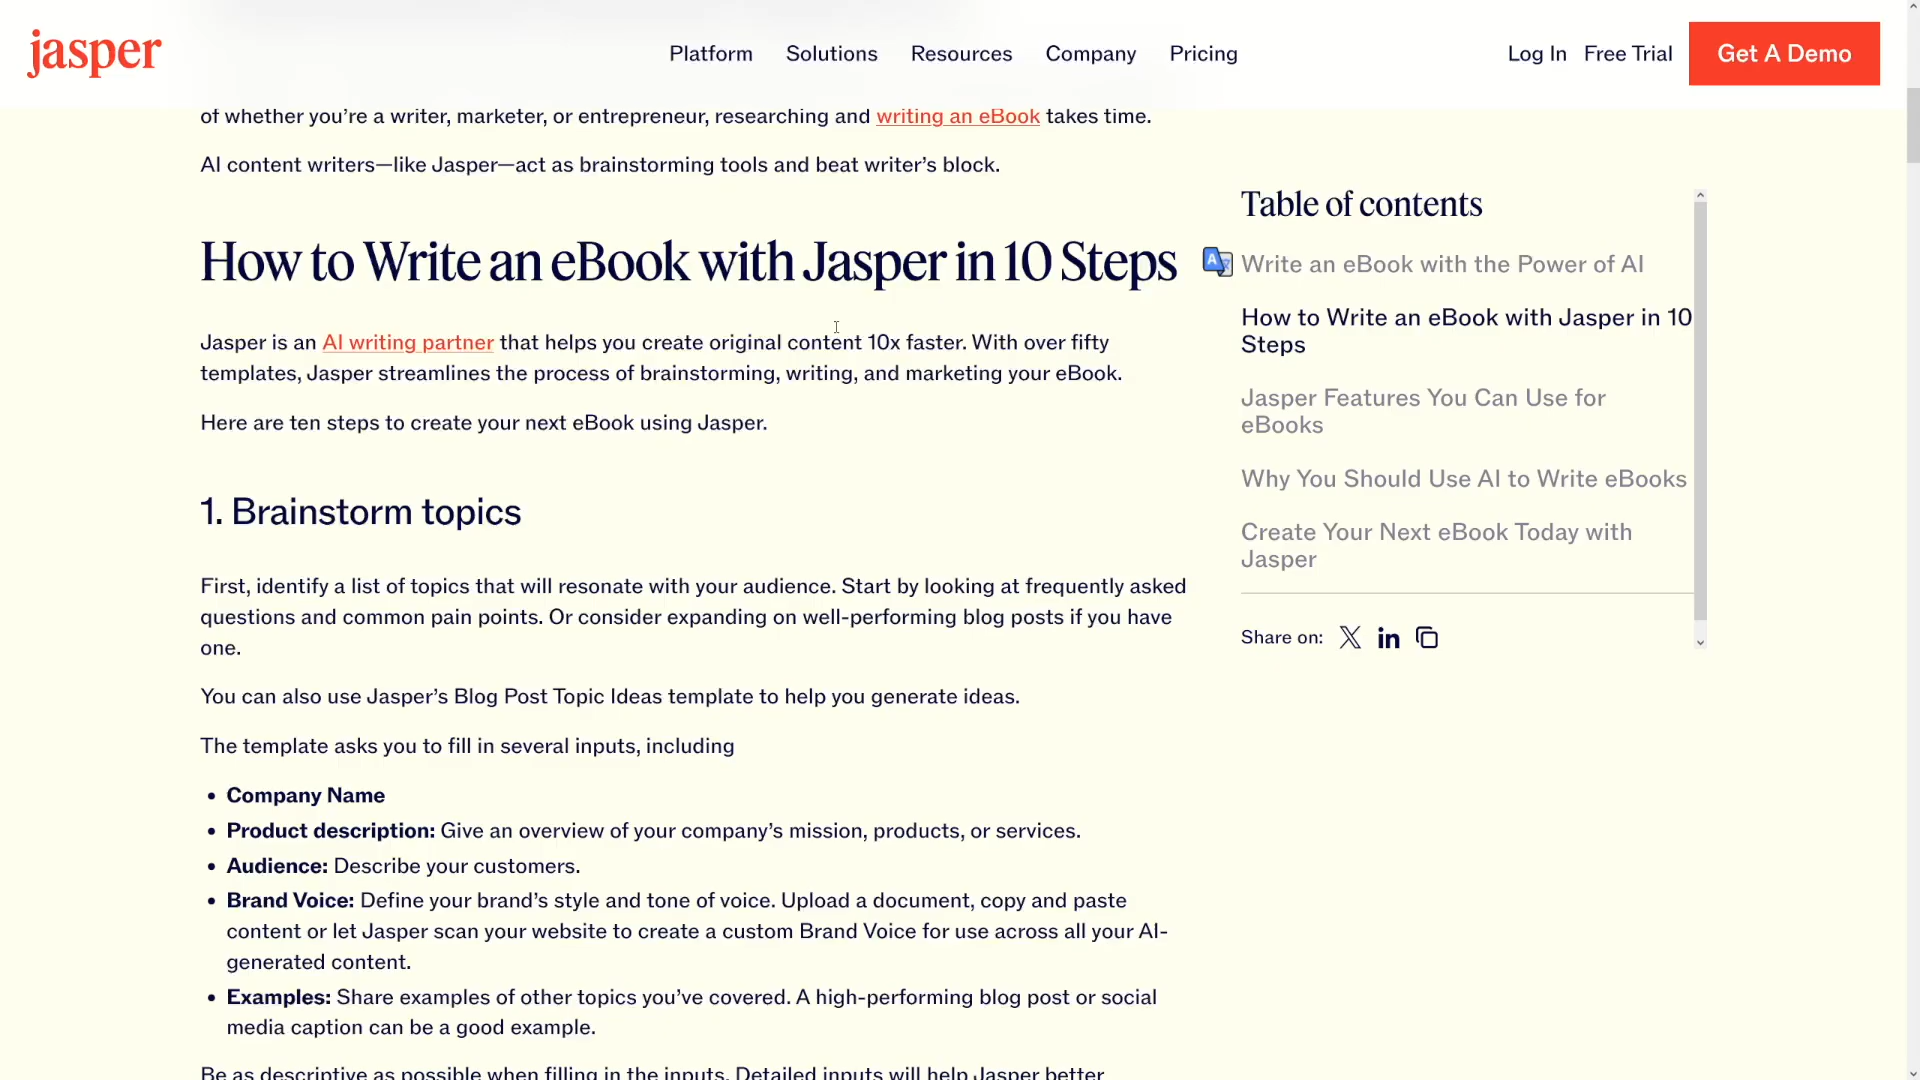 jasper
Platform
Solutions
Resources
Company
Pricing
Log In
Free Trial
Get A Demo
of whether you’re a writer, marketer, or entrepreneur, researching and writing an eBook takes time.
AI content writers—like Jasper—act as brainstorming tools and beat writer’s block.
How to Write an eBook with Jasper in 10 Steps
Jasper is an AI writing partner that helps you create original content 10x faster. With over fifty
templates, Jasper streamlines the process of brainstorming, writing, and marketing your eBook.
Here are ten steps to create your next eBook using Jasper.
1. Brainstorm topics
First, identify a list of topics that will resonate with your audience. Start by looking at frequently asked
questions and common pain points. Or consider expanding on well-performing blog posts if you have
one.
You can also use Jasper’s Blog Post Topic Ideas template to help you generate ideas.
The template asks you to fill in several inputs, including
• Company Name
• Product description: Give an overview of your company’s mission, products, or services.
• Audience: Describe your customers.
• Brand Voice: Define your brand’s style and tone of voice. Upload a document, copy and paste
content or let Jasper scan your website to create a custom Brand Voice for use across all your AI-
generated content.
• Examples: Share examples of other topics you’ve covered. A high-performing blog post or social
media caption can be a good example.
Be as descriptive as possible when filling in the inputs. Detailed inputs will help Jasper better
Table of contents
Write an eBook with the Power of AI
How to Write an eBook with Jasper in 10
Steps
Jasper Features You Can Use for
eBooks
Why You Should Use AI to Write eBooks
Create Your Next eBook Today with
Jasper
Share on: